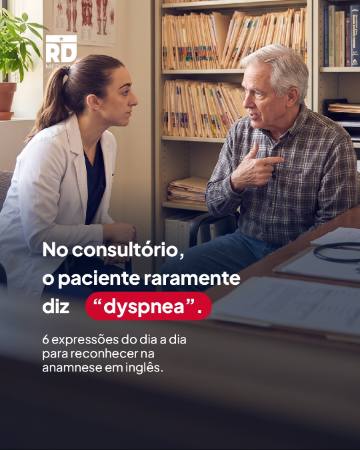 RD
No consultório,
o paciente raramente
diz “dyspnea”.
6 expressões do dia a dia
para reconhecer na
anamnese em inglês.